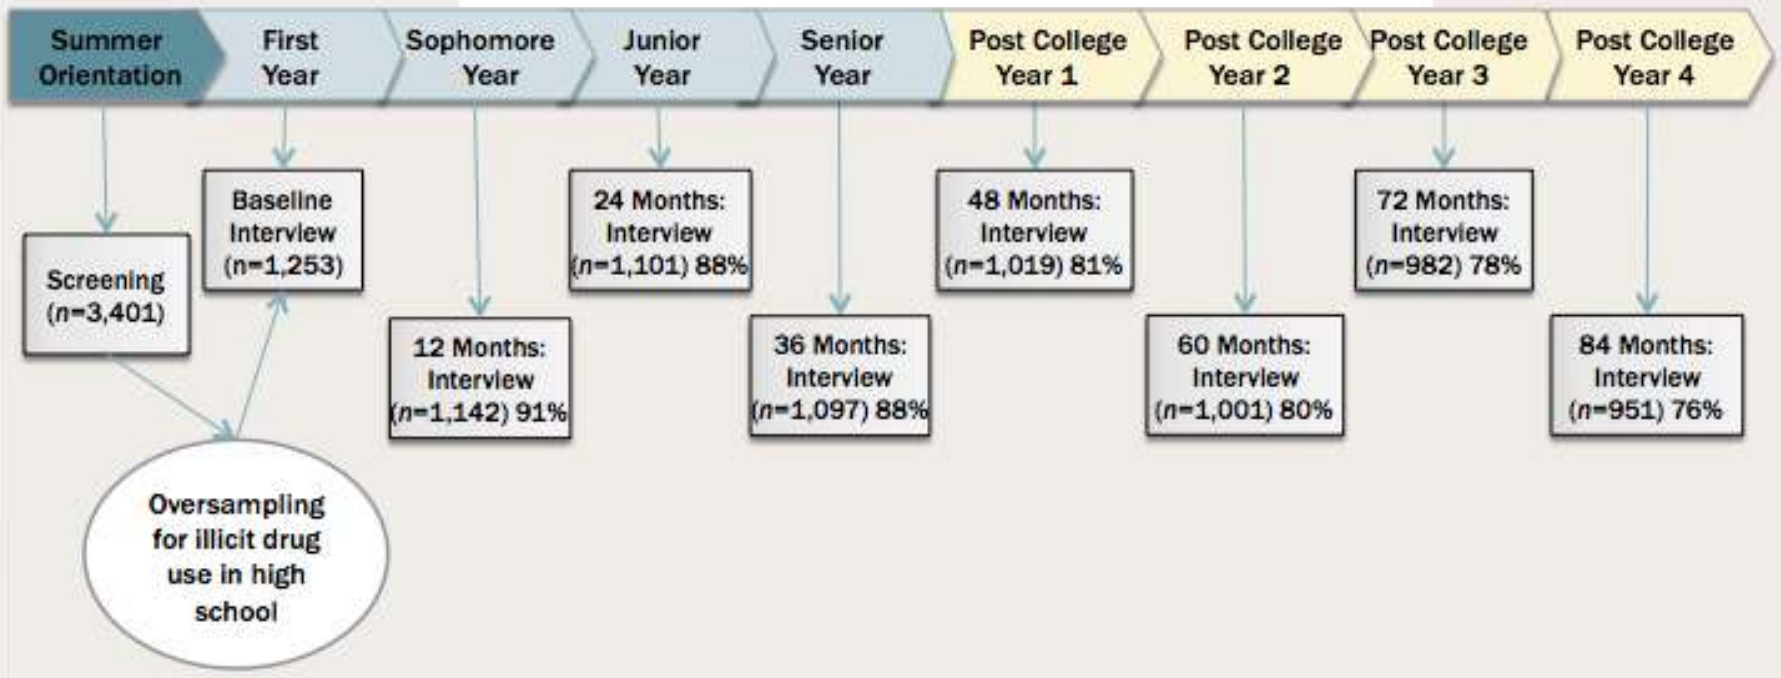 Summer
Orientation
First
Year
Sophomore
Year
Junior
Year
Senior
Year
Post College
Year 1
Post College
Year 2
Post College
Year 3
Post College
Year 4
Screening
(n=3,401)
Baseline
Interview
(n=1,253)
12 Months:
Interview
(n=1,142) 91%
24 Months:
Interview
(n=1,101) 88%
36 Months:
Interview
(n=1,097) 88%
48 Months:
Interview
(n=1,019) 81%
60 Months:
Interview
(n=1,001) 80%
72 Months:
Interview
(n=982) 78%
84 Months:
Interview
(n=951) 76%
Oversampling
for illicit drug
use in high
school